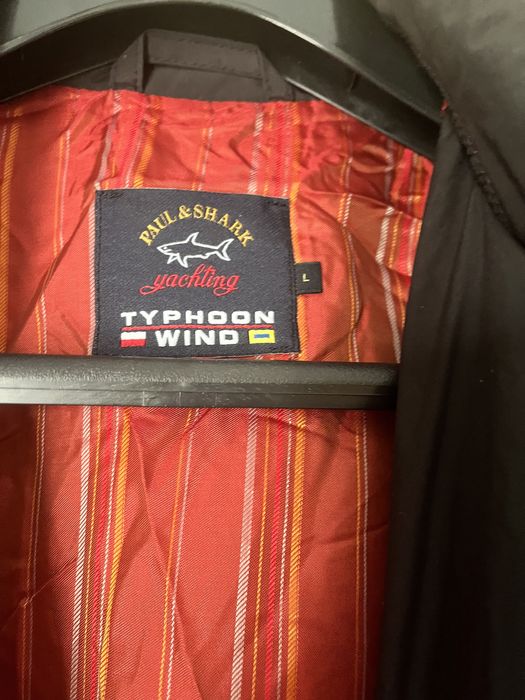 PAUL & SHARK
yachting
L
TYPHOON
WIND